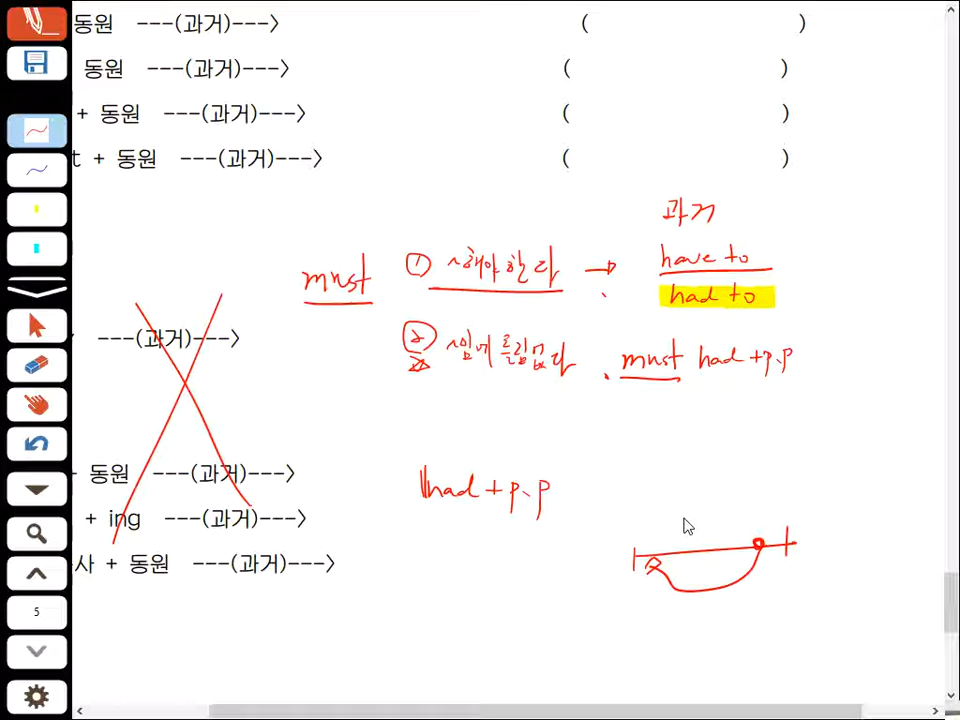 동원 ---(과거)---> ( )
동원 ---(과거)---> ( )
+ 동원 ---(과거)---> ( )
t + 동원 ---(과거)---> ( )
과거
must ① ~해야 한다 → have to
had to
---(과거)--->
② ~임에 틀림없다 must had +p.p
동원 ---(과거)--->
had + p.p
+ ing ---(과거)--->
사 + 동원 ---(과거)--->
5